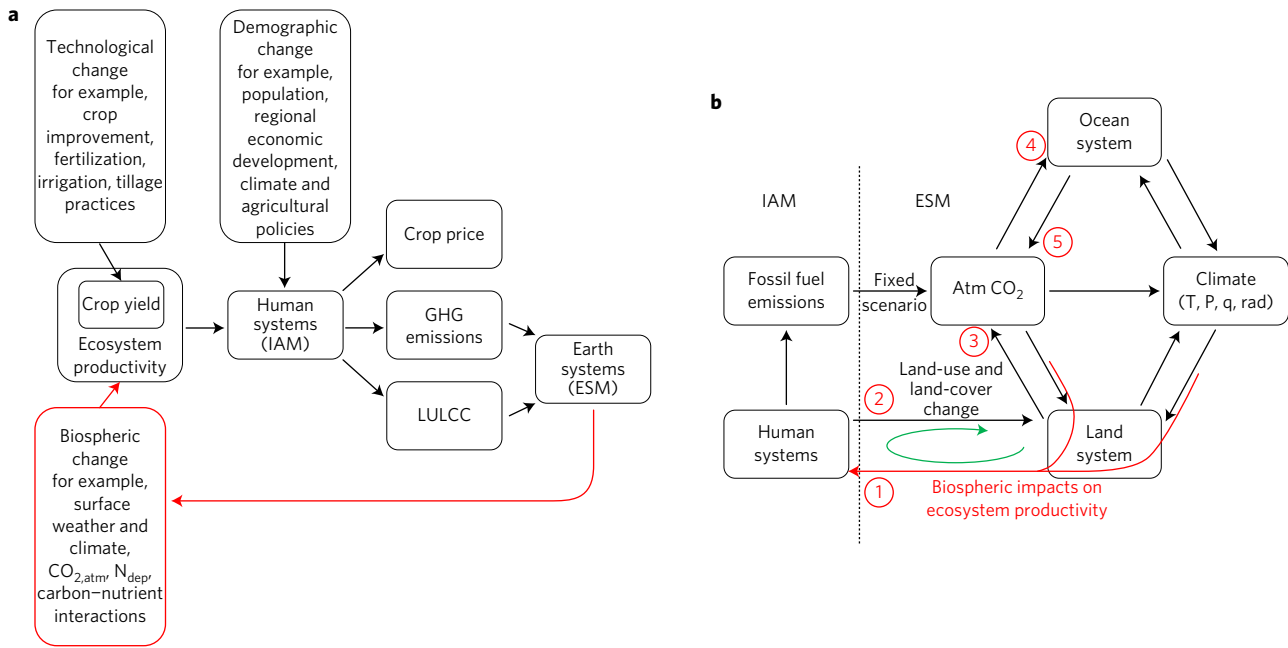 a
Technological
change
for example,
crop
improvement,
fertilization,
irrigation, tillage
practices
Demographic
change
for example,
population,
regional
economic
development,
climate and
agricultural
policies
Crop yield
Ecosystem
productivity
Human
systems
(IAM)
Crop price
GHG
emissions
LULCC
Earth
systems
(ESM)
Biospheric
change
for example,
surface
weather and
climate,
CO2,atm, Ndep,
carbon–nutrient
interactions
b
IAM
ESM
Ocean
system
4
5
Fossil fuel
emissions
Fixed
scenario
Atm CO2
Climate
(T, P, q, rad)
3
2
Land-use and
land-cover
change
Human
systems
Land
system
1
Biospheric impacts on
ecosystem productivity